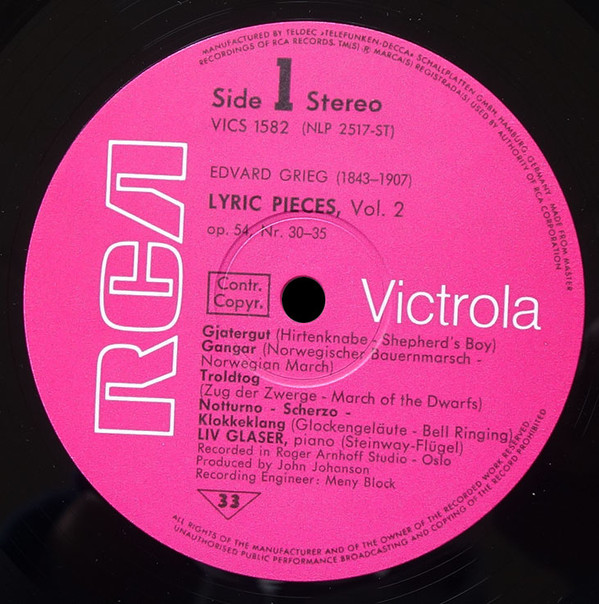 MANUFACTURED BY TELDEC »TELEFUNKEN-DECCA« SCHALLPLATTEN GMBH, HAMBURG, GERMANY, MADE FROM MASTER
RECORDINGS OF RCA RECORDS. TM(S) ® MARCA(S) REGISTRADA(S) USED BY AUTHORITY OF RCA CORPORATION
Side 1 Stereo
VICS 1582 (NLP 2517-ST)
EDVARD GRIEG (1843–1907)
LYRIC PIECES, Vol. 2
op. 54, Nr. 30–35
RCA
Contr.
Copyr.
Victrola
Gjatergut (Hirtenknabe - Shepherd's Boy)
Gangar (Norwegischer Bauernmarsch -
Norwegian March)
Troldtog
(Zug der Zwerge - March of the Dwarfs)
Notturno - Scherzo -
Klokkeklang (Glockengeläute - Bell Ringing)
LIV GLASER, piano (Steinway-Flügel)
Recorded in Roger Arnhoff Studio - Oslo
Produced by John Johanson
Recording Engineer: Meny Block
33
ALL RIGHTS OF THE MANUFACTURER AND OF THE OWNER OF THE RECORDED WORK RESERVED
UNAUTHORISED PUBLIC PERFORMANCE BROADCASTING AND COPYING OF THE RECORD PROHIBITED